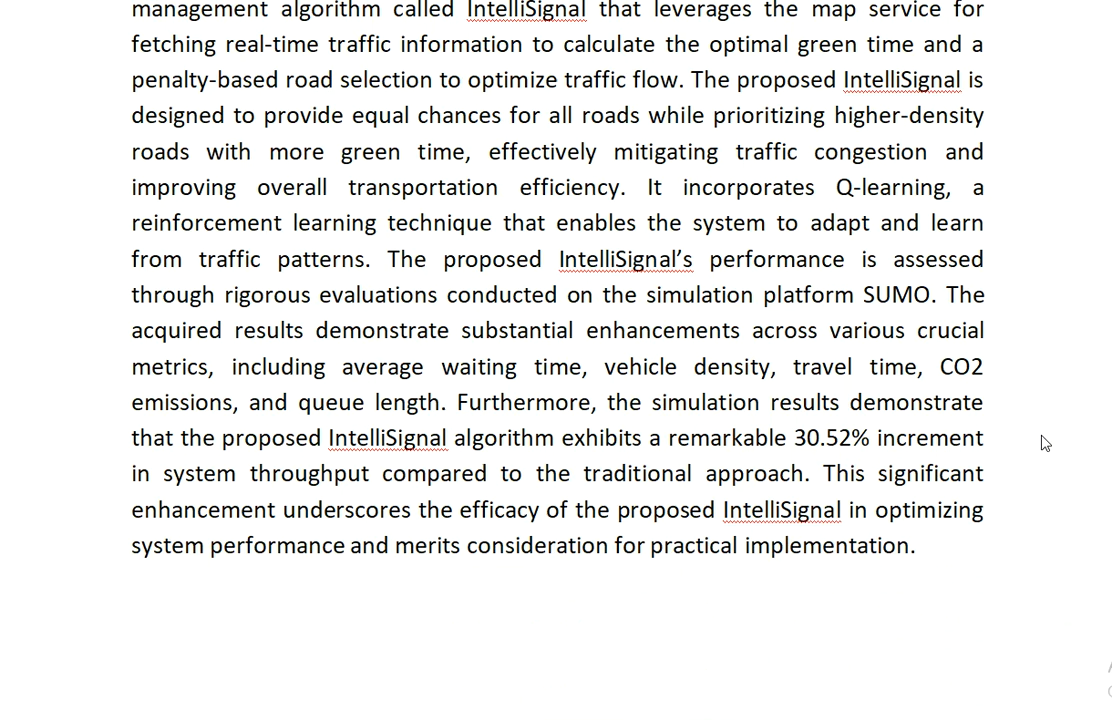 management algorithm called IntelliSignal that leverages the map service for
fetching real-time traffic information to calculate the optimal green time and a
penalty-based road selection to optimize traffic flow. The proposed IntelliSignal is
designed to provide equal chances for all roads while prioritizing higher-density
roads with more green time, effectively mitigating traffic congestion and
improving overall transportation efficiency. It incorporates Q-learning, a
reinforcement learning technique that enables the system to adapt and learn
from traffic patterns. The proposed IntelliSignal’s performance is assessed
through rigorous evaluations conducted on the simulation platform SUMO. The
acquired results demonstrate substantial enhancements across various crucial
metrics, including average waiting time, vehicle density, travel time, CO2
emissions, and queue length. Furthermore, the simulation results demonstrate
that the proposed IntelliSignal algorithm exhibits a remarkable 30.52% increment
in system throughput compared to the traditional approach. This significant
enhancement underscores the efficacy of the proposed IntelliSignal in optimizing
system performance and merits consideration for practical implementation.